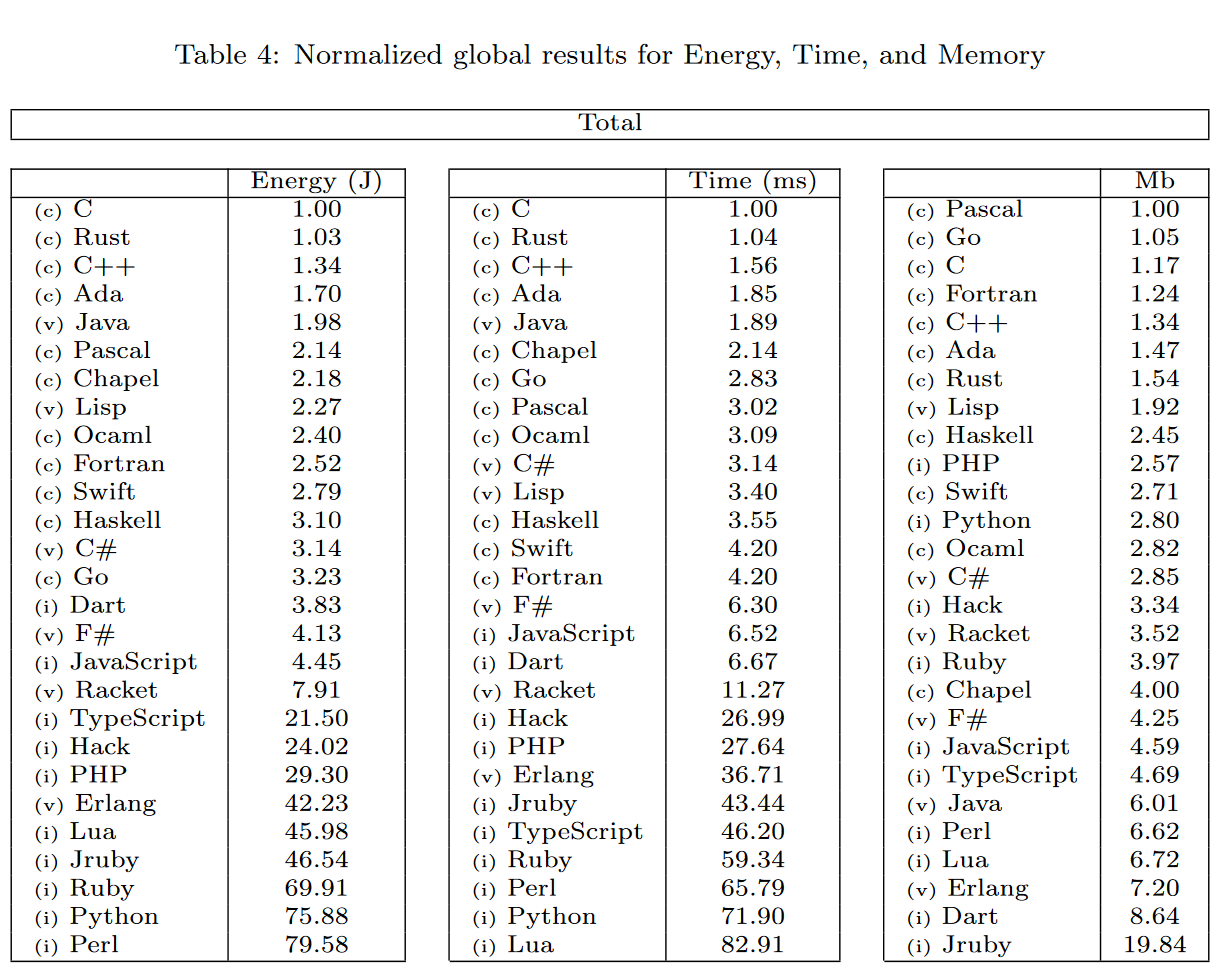 Table 4: Normalized global results for Energy, Time, and Memory
Total
Energy (J)
(c) C 1.00
(c) Rust 1.03
(c) C++ 1.34
(c) Ada 1.70
(v) Java 1.98
(c) Pascal 2.14
(c) Chapel 2.18
(v) Lisp 2.27
(c) Ocaml 2.40
(c) Fortran 2.52
(c) Swift 2.79
(c) Haskell 3.10
(v) C# 3.14
(c) Go 3.23
(i) Dart 3.83
(v) F# 4.13
(i) JavaScript 4.45
(v) Racket 7.91
(i) TypeScript 21.50
(i) Hack 24.02
(i) PHP 29.30
(v) Erlang 42.23
(i) Lua 45.98
(i) Jruby 46.54
(i) Ruby 69.91
(i) Python 75.88
(i) Perl 79.58
Time (ms)
(c) C 1.00
(c) Rust 1.04
(c) C++ 1.56
(c) Ada 1.85
(v) Java 1.89
(c) Chapel 2.14
(c) Go 2.83
(c) Pascal 3.02
(c) Ocaml 3.09
(v) C# 3.14
(v) Lisp 3.40
(c) Haskell 3.55
(c) Swift 4.20
(c) Fortran 4.20
(v) F# 6.30
(i) JavaScript 6.52
(i) Dart 6.67
(v) Racket 11.27
(i) Hack 26.99
(i) PHP 27.64
(v) Erlang 36.71
(i) Jruby 43.44
(i) TypeScript 46.20
(i) Ruby 59.34
(i) Perl 65.79
(i) Python 71.90
(i) Lua 82.91
Mb
(c) Pascal 1.00
(c) Go 1.05
(c) C 1.17
(c) Fortran 1.24
(c) C++ 1.34
(c) Ada 1.47
(c) Rust 1.54
(v) Lisp 1.92
(c) Haskell 2.45
(i) PHP 2.57
(c) Swift 2.71
(i) Python 2.80
(c) Ocaml 2.82
(v) C# 2.85
(i) Hack 3.34
(v) Racket 3.52
(i) Ruby 3.97
(c) Chapel 4.00
(v) F# 4.25
(i) JavaScript 4.59
(i) TypeScript 4.69
(v) Java 6.01
(i) Perl 6.62
(i) Lua 6.72
(v) Erlang 7.20
(i) Dart 8.64
(i) Jruby 19.84